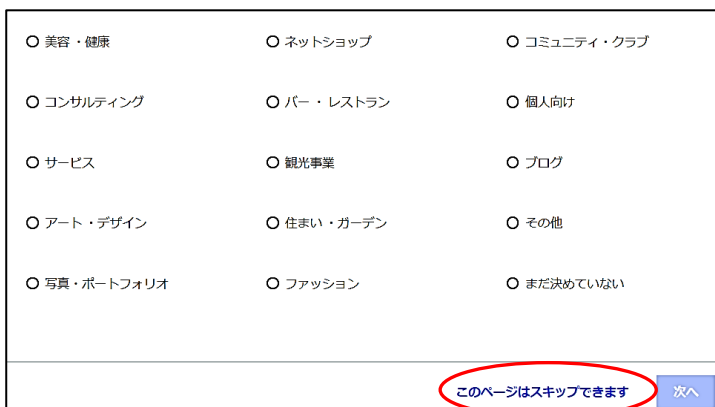 美容・健康 ネットショップ コミュニティ・クラブ
コンサルティング バー・レストラン 個人向け
サービス 観光事業 ブログ
アート・デザイン 住まい・ガーデン その他
写真・ポートフォリオ ファッション まだ決めていない
このページはスキップできます 次へ